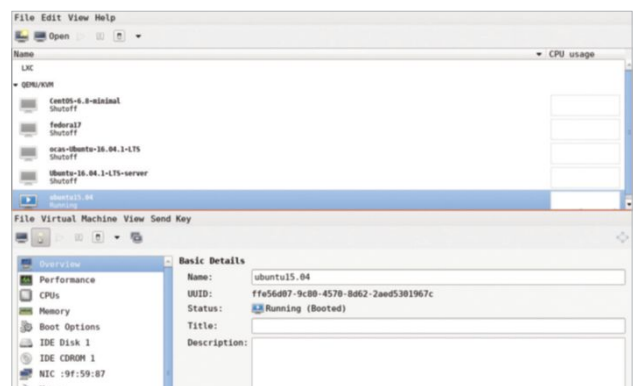 File Edit View Help
Open
Name CPU usage
LXC
QEMU/KVM
CentOS-6.8-minimal
Shutoff
fedora17
Shutoff
ocas-Ubuntu-16.04.1-LTS
Shutoff
Ubuntu-16.04.1-LTS-server
Shutoff
ubuntu15.04
Running
File Virtual Machine View Send Key
Overview
Performance
CPUs
Memory
Boot Options
IDE Disk 1
IDE CDROM 1
NIC :9f:59:87
Basic Details
Name: ubuntu15.04
UUID: ffe56d07-9c80-4570-8d62-2aed5301967c
Status: Running (Booted)
Title:
Description: